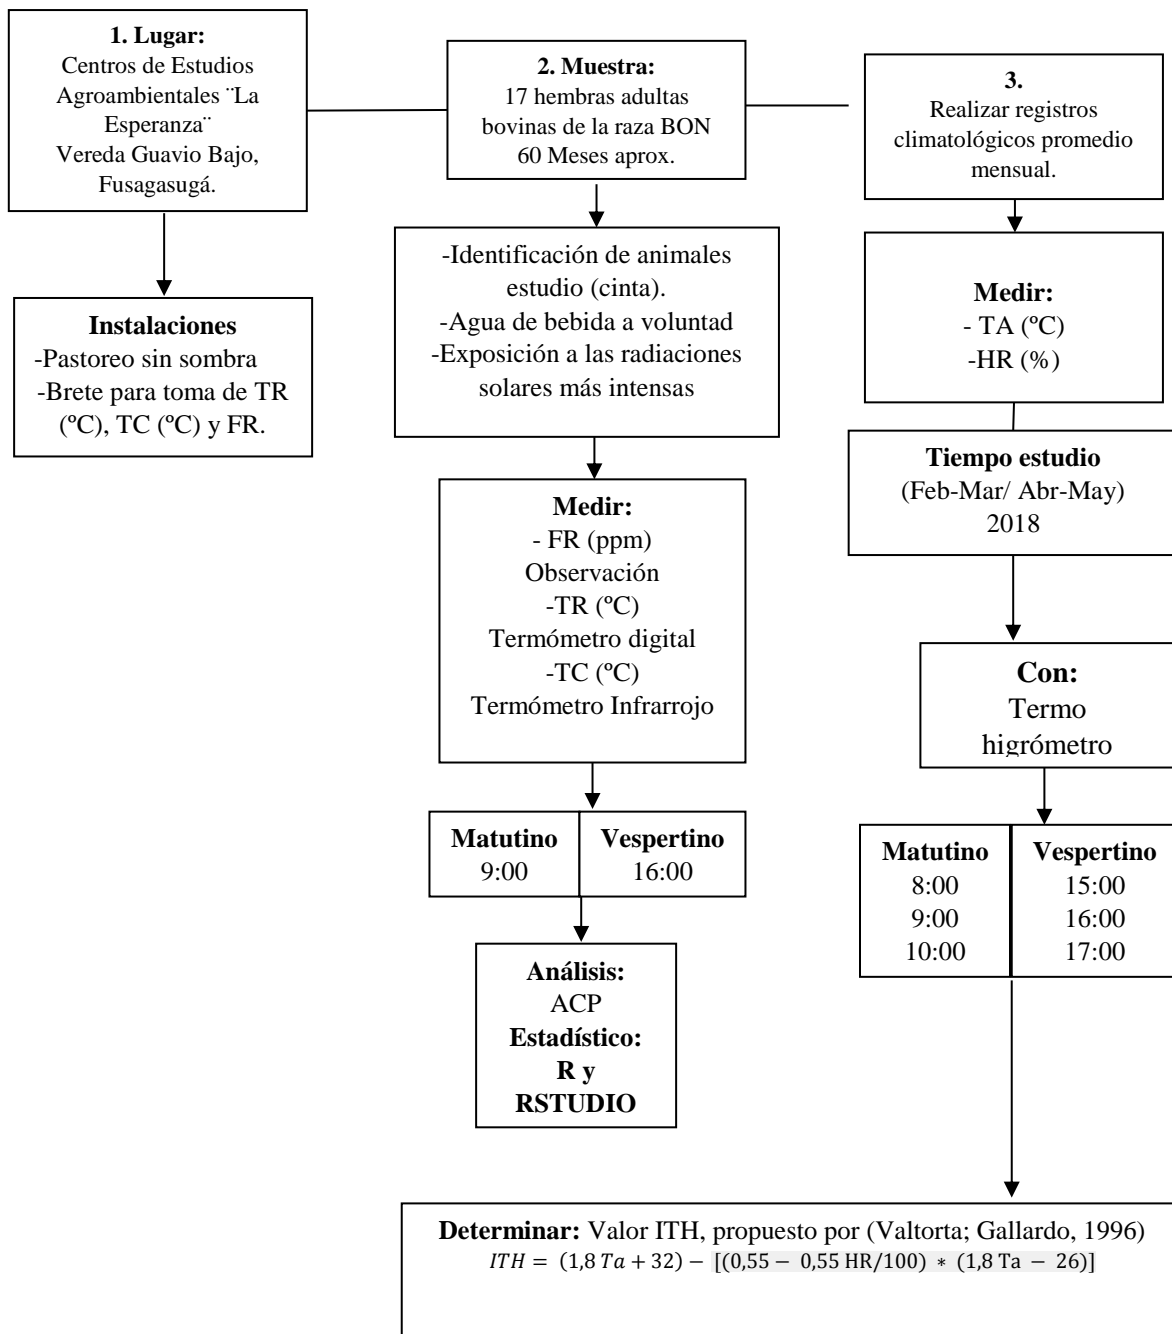 1. Lugar:
Centros de Estudios
Agroambientales ¨La
Esperanza¨
Vereda Guavio Bajo,
Fusagasugá.
2. Muestra:
17 hembras adultas
bovinas de la raza BON
60 Meses aprox.
3.
Realizar registros
climatológicos promedio
mensual.
Instalaciones
-Pastoreo sin sombra
-Brete para toma de TR
(ºC), TC (ºC) y FR.
-Identificación de animales
estudio (cinta).
-Agua de bebida a voluntad
-Exposición a las radiaciones
solares más intensas
Medir:
- TA (ºC)
-HR (%)
Tiempo estudio
(Feb-Mar/ Abr-May)
2018
Medir:
- FR (ppm)
Observación
-TR (ºC)
Termómetro digital
-TC (ºC)
Termómetro Infrarrojo
Con:
Termo
higrómetro
Matutino
9:00
Vespertino
16:00
Matutino
8:00
9:00
10:00
Vespertino
15:00
16:00
17:00
Análisis:
ACP
Estadístico:
R y
RSTUDIO
Determinar: Valor ITH, propuesto por (Valtorta; Gallardo, 1996)
ITH = (1,8 Ta + 32) − [(0,55 − 0,55 HR/100) ∗ (1,8 Ta − 26)]